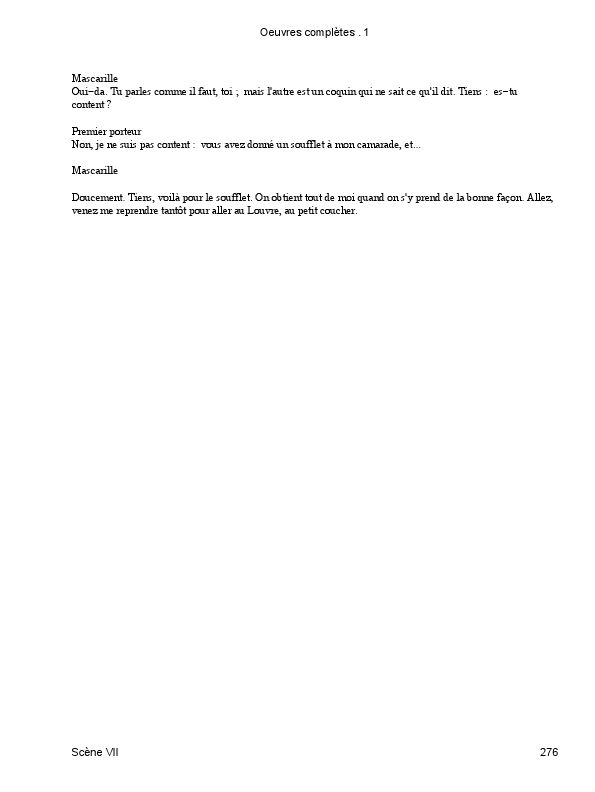 Oeuvres complètes . 1
Mascarille
Oui−da. Tu parles comme il faut, toi ;  mais l'autre est un coquin qui ne sait ce qu'il dit. Tiens :  es−tu
content ?
Premier porteur
Non, je ne suis pas content :  vous avez donné un soufflet à mon camarade, et...
Mascarille
Doucement. Tiens, voilà pour le soufflet. On obtient tout de moi quand on s'y prend de la bonne façon. Allez,
venez me reprendre tantôt pour aller au Louvre, au petit coucher.
Scène VII 276